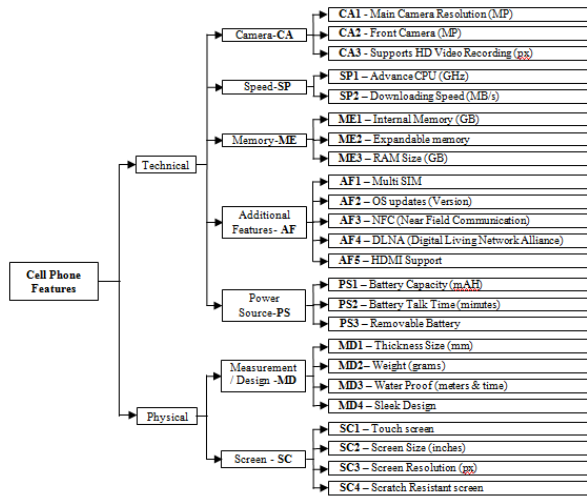 Cell Phone
Features
Technical
Camera-CA
CA1 - Main Camera Resolution (MP)
CA2 - Front Camera (MP)
CA3 - Supports HD Video Recording (px)
Speed-SP
SP1 – Advance CPU (GHz)
SP2 – Downloading Speed (MB/s)
Memory-ME
ME1 – Internal Memory (GB)
ME2 – Expandable memory
ME3 – RAM Size (GB)
Additional
Features- AF
AF1 – Multi SIM
AF2 – OS updates (Version)
AF3 – NFC (Near Field Communication)
AF4 – DLNA (Digital Living Network Alliance)
AF5 – HDMI Support
Power
Source-PS
PS1 – Battery Capacity (mAH)
PS2 – Battery Talk Time (minutes)
PS3 – Removable Battery
Physical
Measurement
/ Design -MD
MD1 – Thickness Size (mm)
MD2– Weight (grams)
MD3 – Water Proof (meters & time)
MD4 – Sleek Design
Screen - SC
SC1 – Touch screen
SC2 – Screen Size (inches)
SC3 – Screen Resolution (px)
SC4 – Scratch Resistant screen